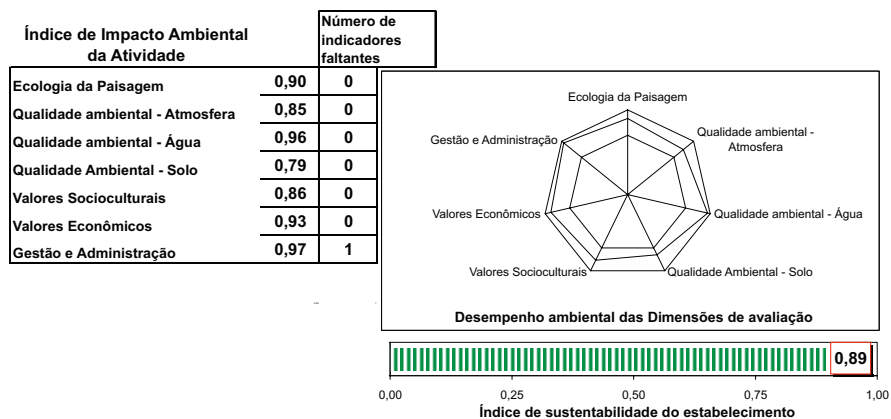 Índice de Impacto Ambiental
da Atividade
Número de
indicadores
faltantes
Ecologia da Paisagem 0,90 0
Qualidade ambiental - Atmosfera 0,85 0
Qualidade ambiental - Água 0,96 0
Qualidade Ambiental - Solo 0,79 0
Valores Socioculturais 0,86 0
Valores Econômicos 0,93 0
Gestão e Administração 0,97 1
Ecologia da Paisagem
Qualidade ambiental -
Atmosfera
Qualidade ambiental - Água
Qualidade Ambiental - Solo
Valores Socioculturais
Valores Econômicos
Gestão e Administração
Desempenho ambiental das Dimensões de avaliação
0,89
0,00 0,25 0,50 0,75 1,00
Índice de sustentabilidade do estabelecimento